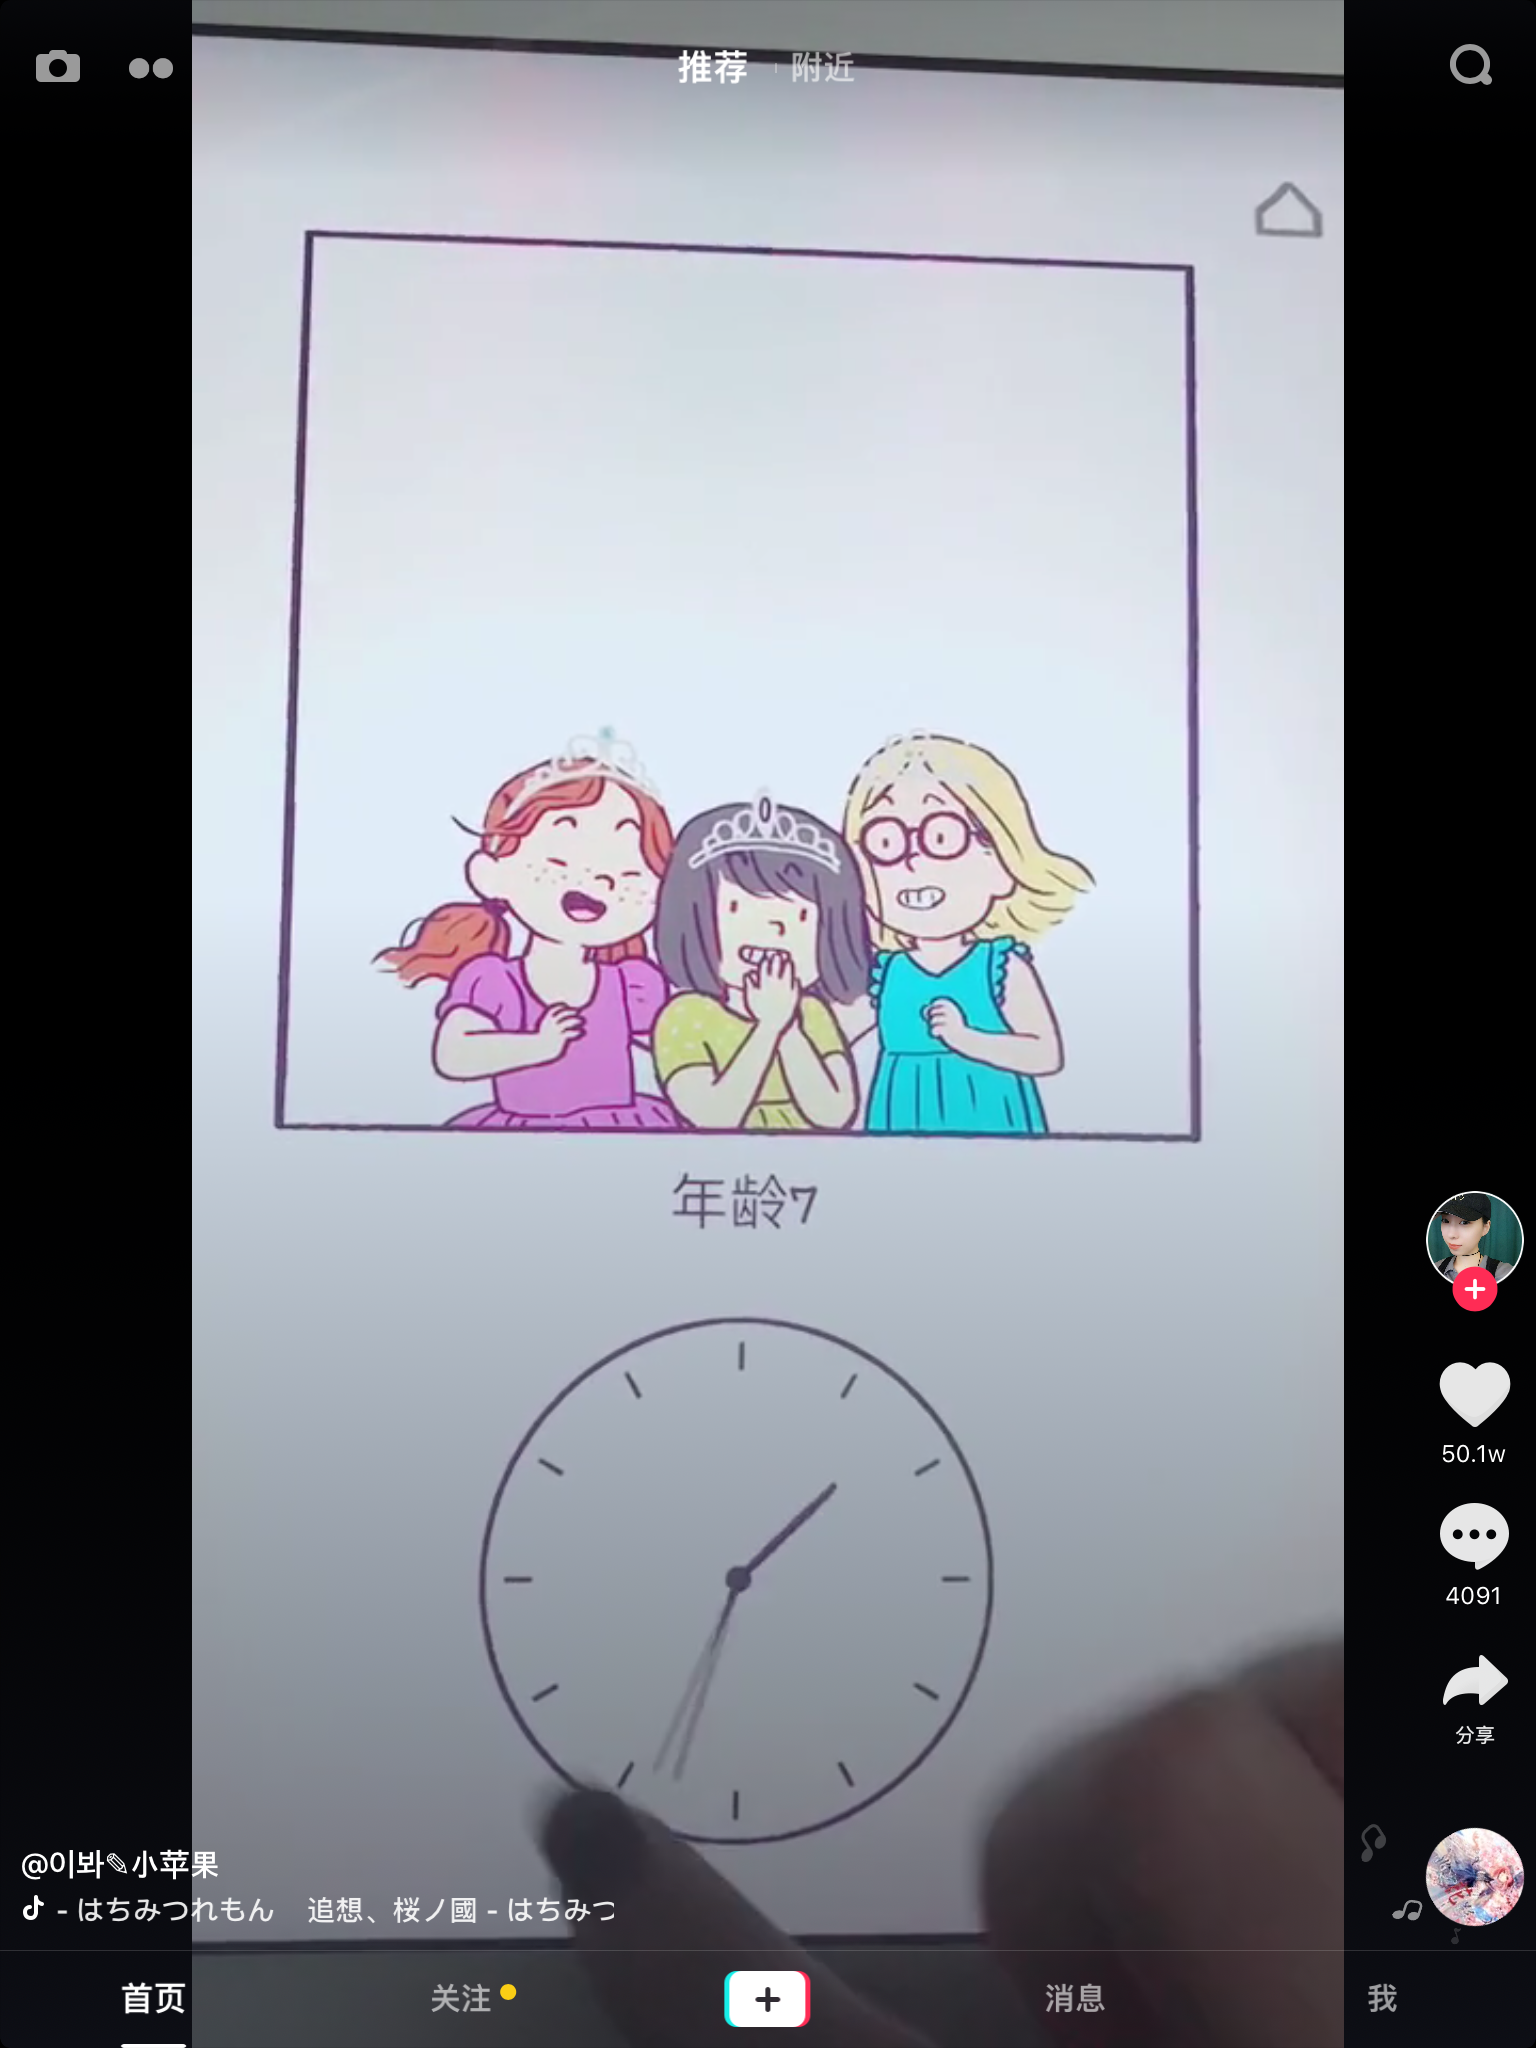 推荐 附近
年龄7
50.1w
4091
分享
@이봐✎小苹果
- はちみつれもん 追想、桜ノ國 - はちみつ
首页 关注 消息 我